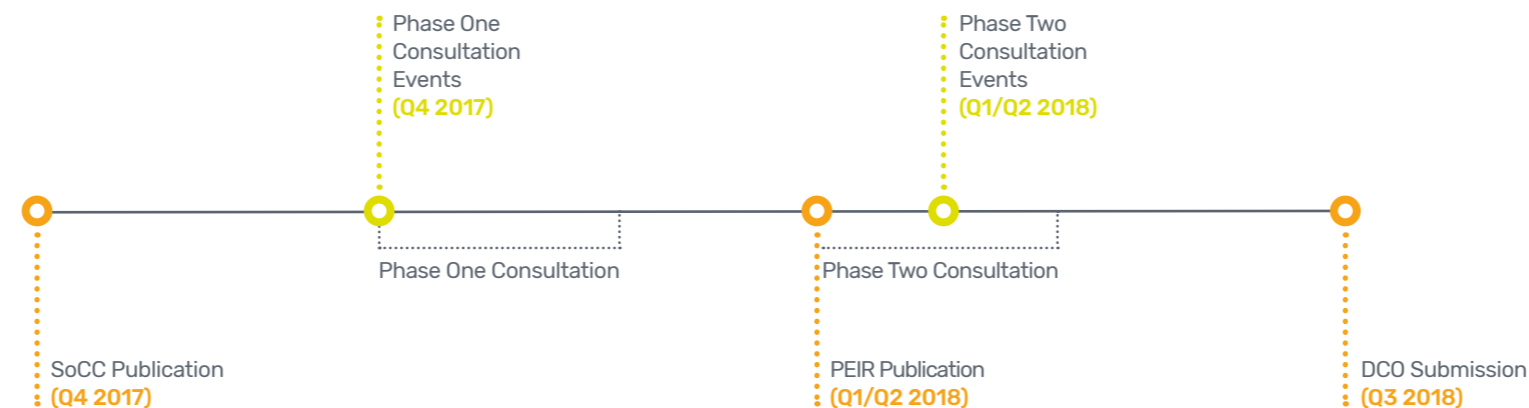 Phase One
Consultation
Events
(Q4 2017)
Phase Two
Consultation
Events
(Q1/Q2 2018)
Phase One Consultation
Phase Two Consultation
SoCC Publication
(Q4 2017)
PEIR Publication
(Q1/Q2 2018)
DCO Submission
(Q3 2018)